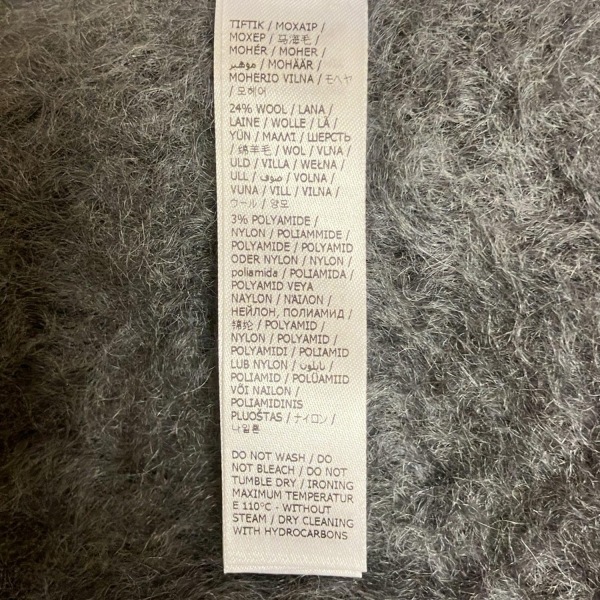 TIFTIK / MOXAIP /
МОХЕР / 马海毛 /
MOHÉR / MOHER /
موهير / MOHÄÄR /
MOHERIO VILNA / モヘヤ
/ 모헤어
24% WOOL / LANA /
LAINE / WOLLE / LÃ /
YÜN / ΜΑΛΛΙ / ШЕРСТЬ
/ 绵羊毛 / WOL / VLNA /
ULD / VILLA / WEŁNA /
ULL / صوف / VOLNA /
VUNA / VILL / VILNA /
ウール / 양모
3% POLYAMIDE /
NYLON / POLIAMMIDE /
POLYAMIDE / POLYAMID
ODER NYLON / NYLON /
poliamida / POLIAMIDA /
POLYAMID VEYA
NAYLON / ΝΑΙΛΟΝ /
НЕЙЛОН, ПОЛИАМИД /
锦纶 / POLYAMID /
NYLON / POLYAMID /
POLYAMIDI / POLIAMID
LUB NYLON / نايلون /
POLIAMID / POLÜAMIID
VÕI NAILON /
POLIAMIDINIS
PLUOŠTAS / ナイロン /
나일론
DO NOT WASH / DO
NOT BLEACH / DO NOT
TUMBLE DRY / IRONING
MAXIMUM TEMPERATUR
E 110°C - WITHOUT
STEAM / DRY CLEANING
WITH HYDROCARBONS